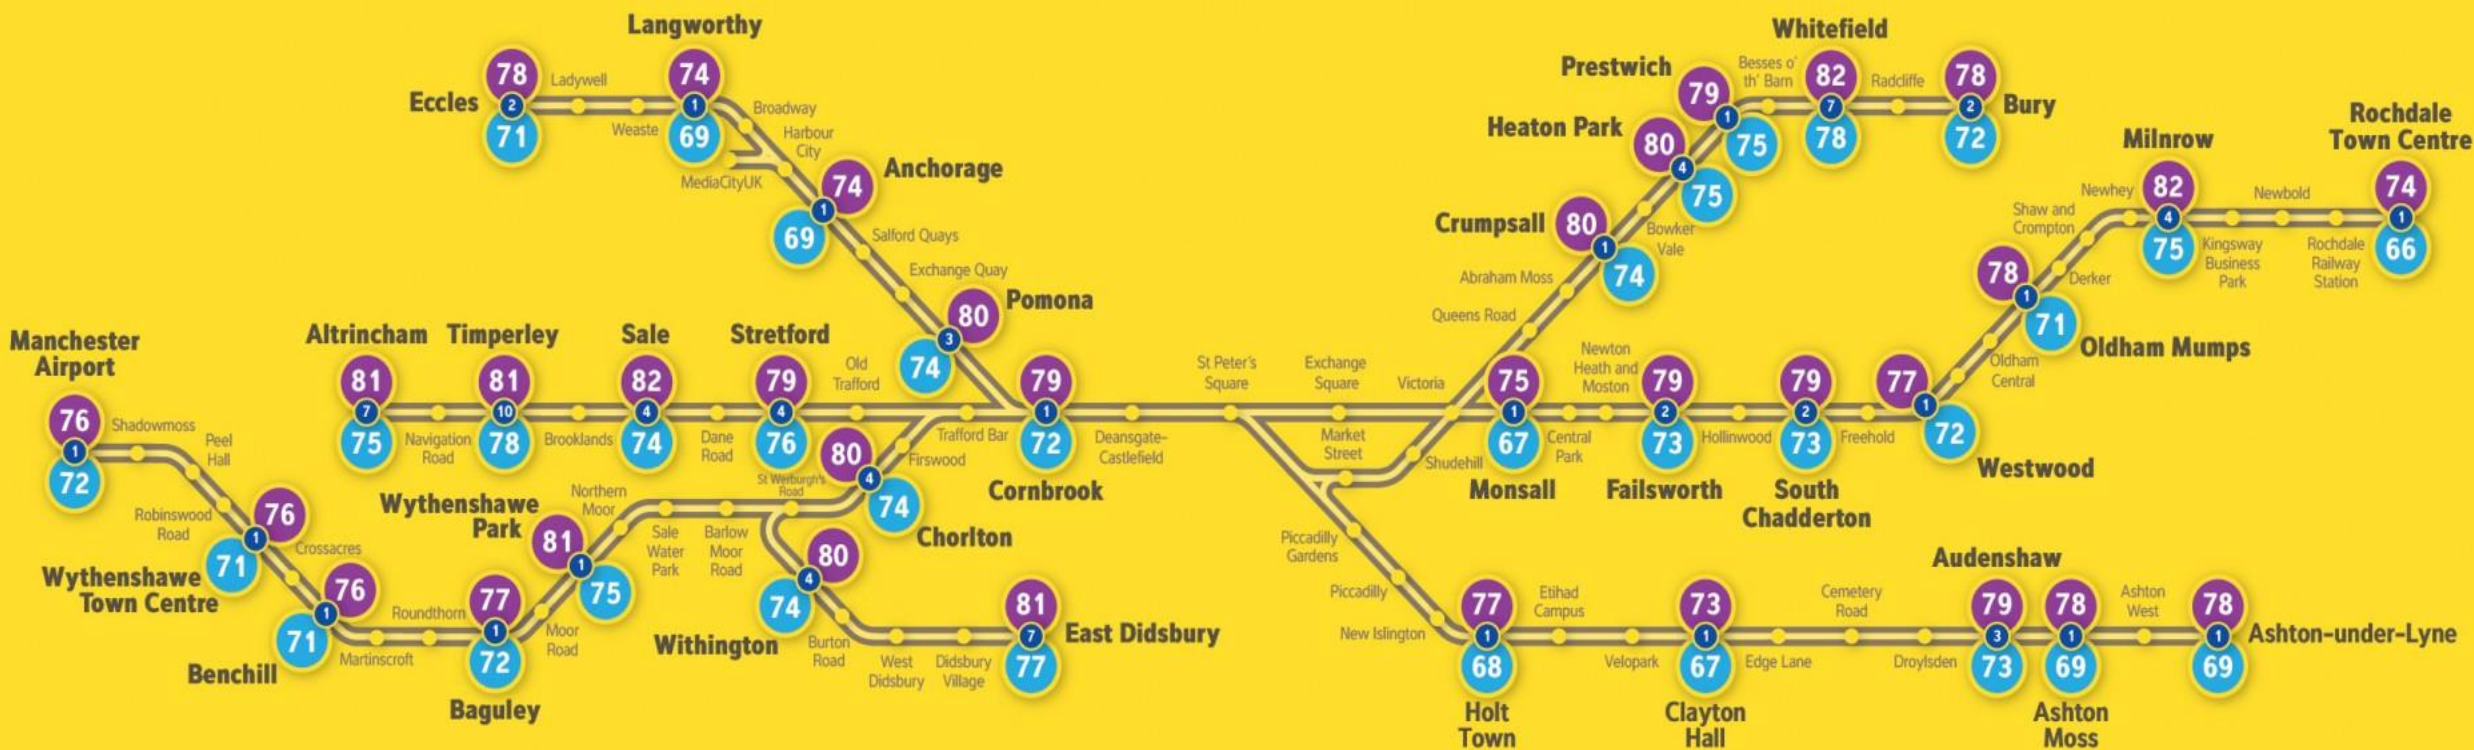 Langworthy
78
2
71
Eccles
Ladywell
Weaste
74
1
69
Broadway
Harbour
City
MediaCityUK
74
1
69
Anchorage
Salford Quays
Exchange Quay
80
3
74
Pomona
Manchester
Airport
76
1
72
Shadowmoss
Peel
Hall
Robinswood
Road
76
1
71
Wythenshawe
Town Centre
Crossacres
76
1
71
Benchill
Martinscroft
Roundthorn
77
1
72
Baguley
Moor
Road
Wythenshawe
Park
81
1
75
Northern
Moor
Sale
Water
Park
Barlow
Moor
Road
St Werburgh's
Road
80
4
74
Chorlton
Firswood
80
4
74
Withington
Burton
Road
West
Didsbury
Didsbury
Village
81
7
77
East Didsbury
Altrincham
81
7
75
Navigation
Road
Timperley
81
10
78
Brooklands
Sale
82
4
74
Dane
Road
Stretford
79
4
76
Old
Trafford
Trafford Bar
79
1
72
Cornbrook
Deansgate-
Castlefield
St Peter's
Square
Exchange
Square
Victoria
Market
Street
Shudehill
Piccadilly
Gardens
Piccadilly
New Islington
Queens Road
Abraham Moss
Crumpsall
80
1
74
Bowker
Vale
Heaton Park
80
4
75
Prestwich
79
1
75
Besses o'
th' Barn
Whitefield
82
7
78
Radcliffe
78
2
72
Bury
75
1
67
Monsall
Central
Park
Newton
Heath and
Moston
79
2
73
Failsworth
Hollinwood
79
2
73
South
Chadderton
Freehold
77
1
72
Westwood
Oldham
Central
78
1
71
Oldham Mumps
Derker
Shaw and
Crompton
Newhey
Milnrow
82
4
75
Kingsway
Business
Park
Newbold
Rochdale
Railway
Station
Rochdale
Town Centre
74
1
66
77
1
68
Holt
Town
Etihad
Campus
Velopark
73
1
67
Clayton
Hall
Edge Lane
Cemetery
Road
Droylsden
Audenshaw
79
3
73
78
1
69
Ashton
Moss
Ashton
West
78
1
69
Ashton-under-Lyne